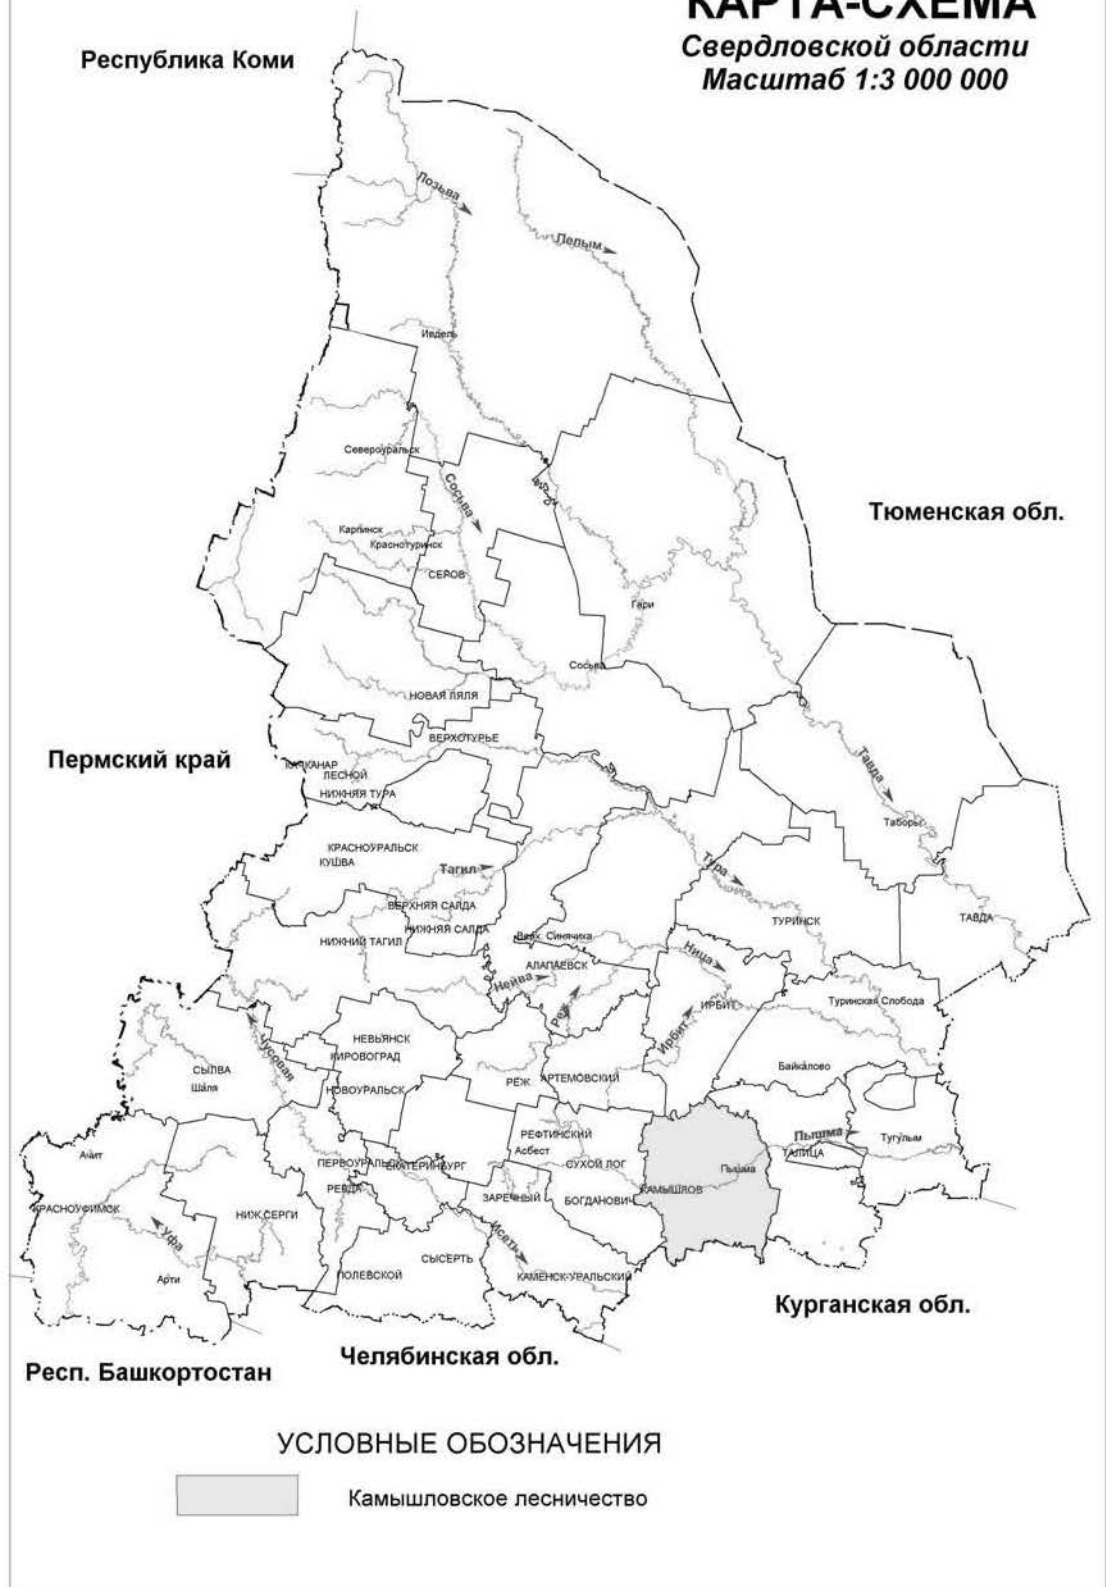 КАРТА-СХЕМА
Свердловской области
Масштаб 1:3 000 000
Республика Коми
Лозьва
Пелым
Ивдель
Североуральск
Сосьва
Тюменская обл.
Карпинск
Краснотурьинск
СЕРОВ
Гари
Сосьва
НОВАЯ ЛЯЛЯ
ВЕРХОТУРЬЕ
Пермский край
КАЧКАНАР
ЛЕСНОЙ
НИЖНЯЯ ТУРА
Тавда
Таборы
КРАСНОУРАЛЬСК
КУШВА
Тагил
Тура
ВЕРХНЯЯ САЛДА
ТУРИНСК
ТАВДА
НИЖНЯЯ САЛДА
НИЖНИЙ ТАГИЛ
Верх. Синячиха
Ница
АЛАПАЕВСК
Нейва
Реж
ИРБИТ
Туринская Слобода
Ирбит
Чусовая
НЕВЬЯНСК
КИРОВОГРАД
СЫЛВА
Шаля
НОВОУРАЛЬСК
РЕЖ
АРТЕМОВСКИЙ
Байкалово
РЕФТИНСКИЙ
Асбест
Пышма
Тугулым
ТАЛИЦА
Ачит
ПЕРВОУРАЛЬСК
ЕКАТЕРИНБУРГ
СУХОЙ ЛОГ
Пышма
РЕВДА
ЗАРЕЧНЫЙ
БОГДАНОВИЧ
КАМЫШЛОВ
КРАСНОУФИМСК
НИЖ.СЕРГИ
Уфа
Исеть
Арти
СЫСЕРТЬ
ПОЛЕВСКОЙ
КАМЕНСК-УРАЛЬСКИЙ
Курганская обл.
Челябинская обл.
Респ. Башкортостан
УСЛОВНЫЕ ОБОЗНАЧЕНИЯ
Камышловское лесничество